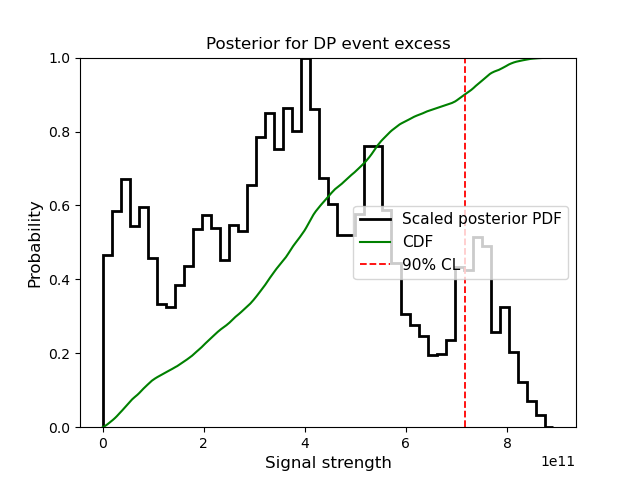 Posterior for DP event excess
1.0
0.8
0.6
0.4
0.2
0.0
Probability
Scaled posterior PDF
CDF
90% CL
0 2 4 6 8
1e11
Signal strength